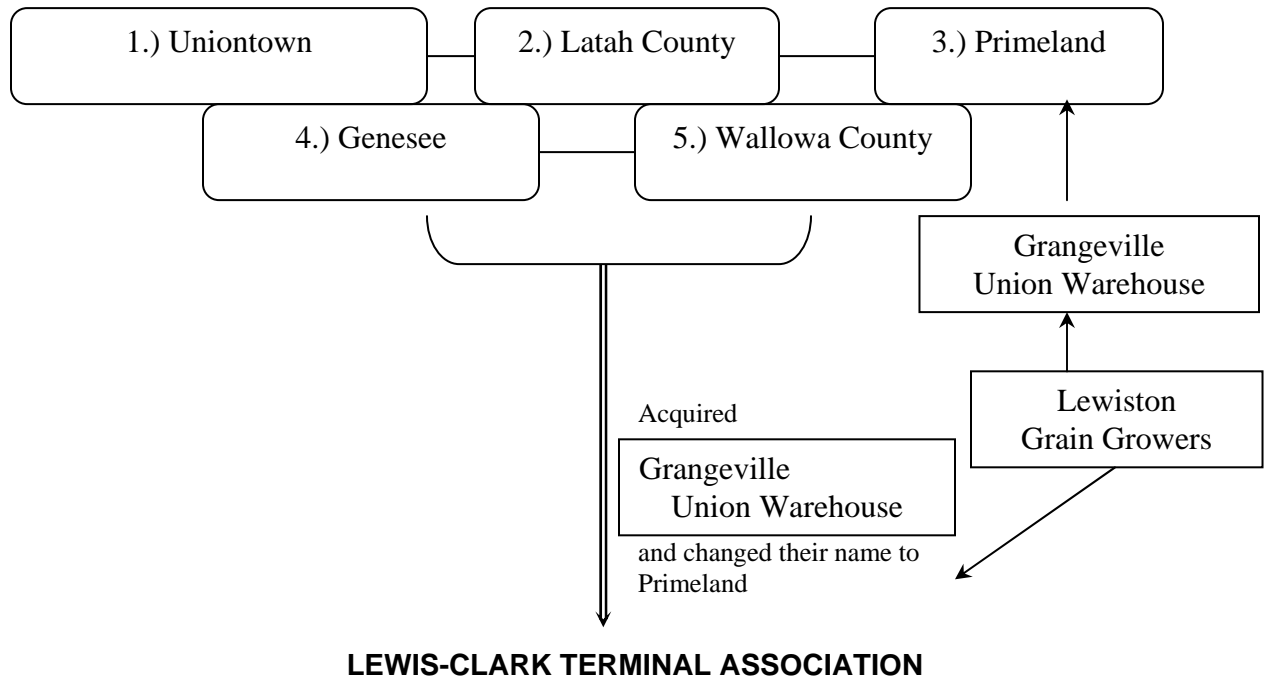 1.) Uniontown
2.) Latah County
3.) Primeland
4.) Genesee
5.) Wallowa County
Grangeville
Union Warehouse
Lewiston
Grain Growers
Acquired
Grangeville
Union Warehouse
and changed their name to
Primeland
LEWIS-CLARK TERMINAL ASSOCIATION